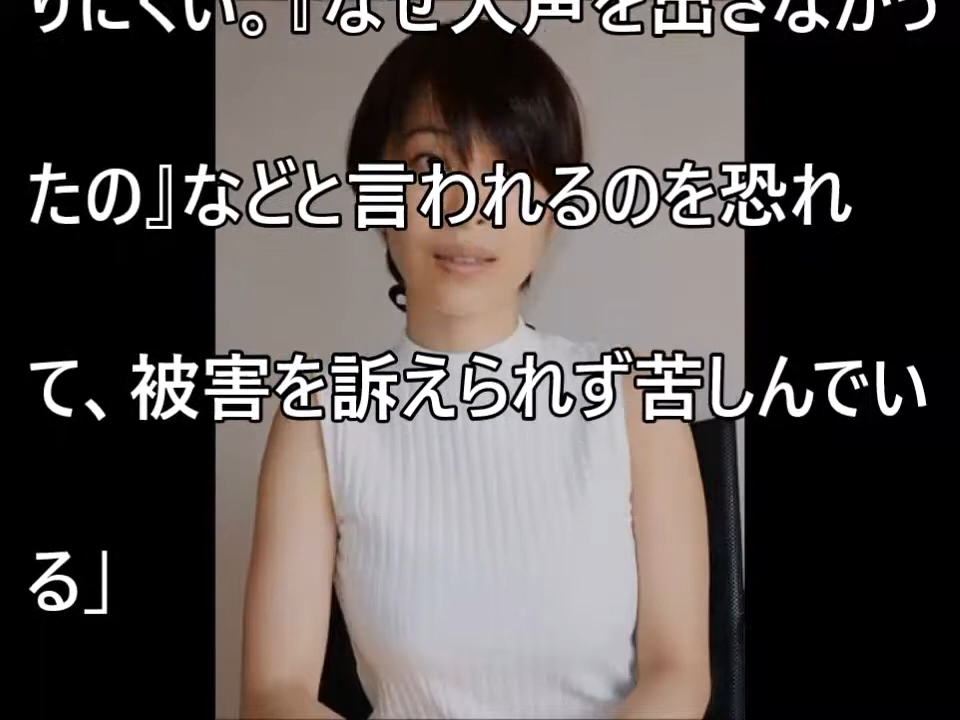 りにくい。『なぜ大声を出さなかっ
たの』などと言われるのを恐れ
て、被害を訴えられず苦しんでい
る」